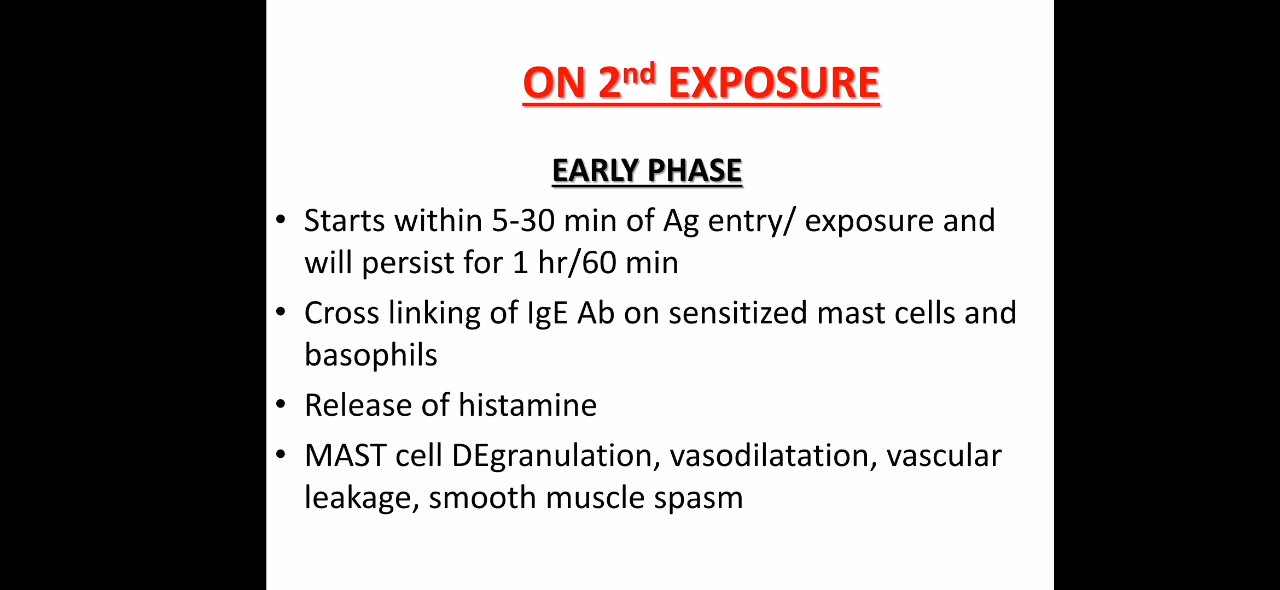 ON 2nd EXPOSURE
EARLY PHASE
• Starts within 5-30 min of Ag entry/ exposure and
will persist for 1 hr/60 min
• Cross linking of IgE Ab on sensitized mast cells and
basophils
• Release of histamine
• MAST cell DEgranulation, vasodilatation, vascular
leakage, smooth muscle spasm